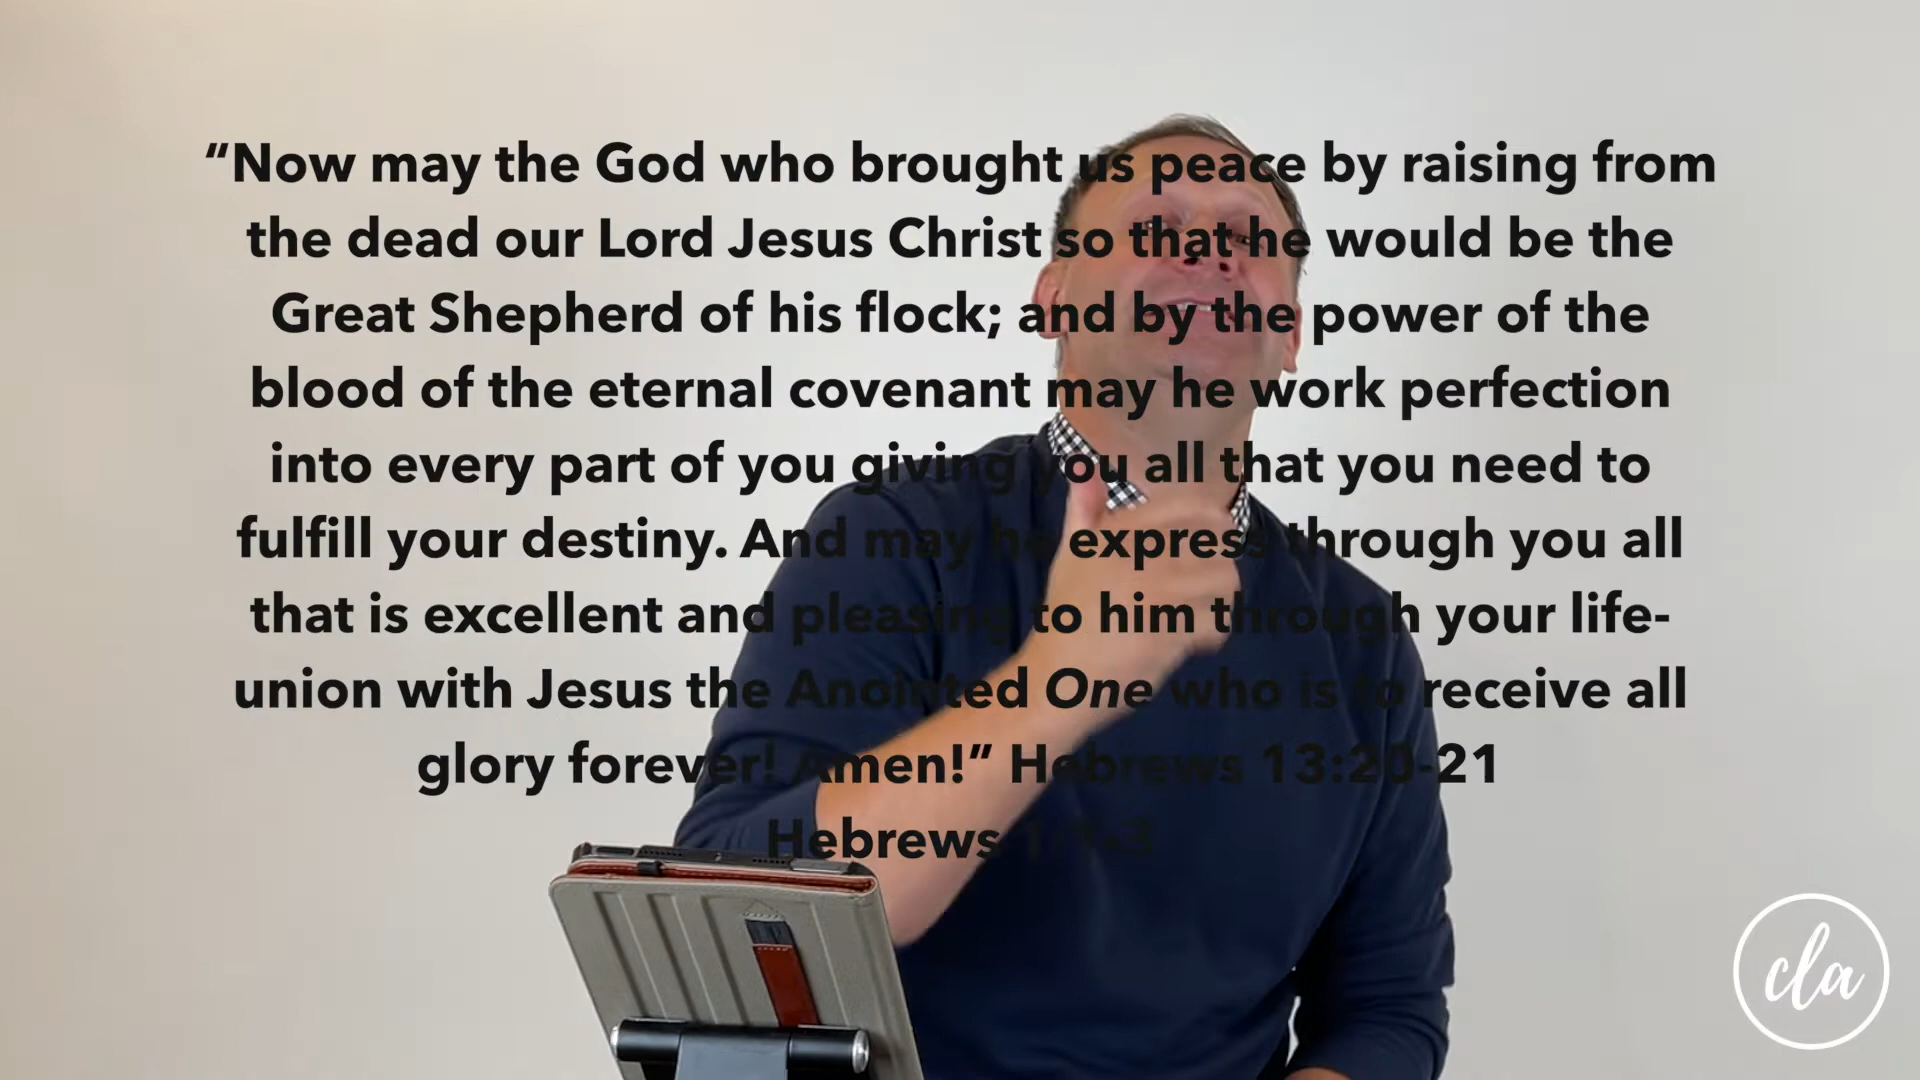 “Now may the God who brought us peace by raising from
the dead our Lord Jesus Christ so that he would be the
Great Shepherd of his flock; and by the power of the
blood of the eternal covenant may he work perfection
into every part of you giving you all that you need to
fulfill your destiny. And may he express through you all
that is excellent and pleasing to him through your life-
union with Jesus the Anointed One who is to receive all
glory forever! Amen!” Hebrews 13:20-21
Hebrews 1:1-3
cla